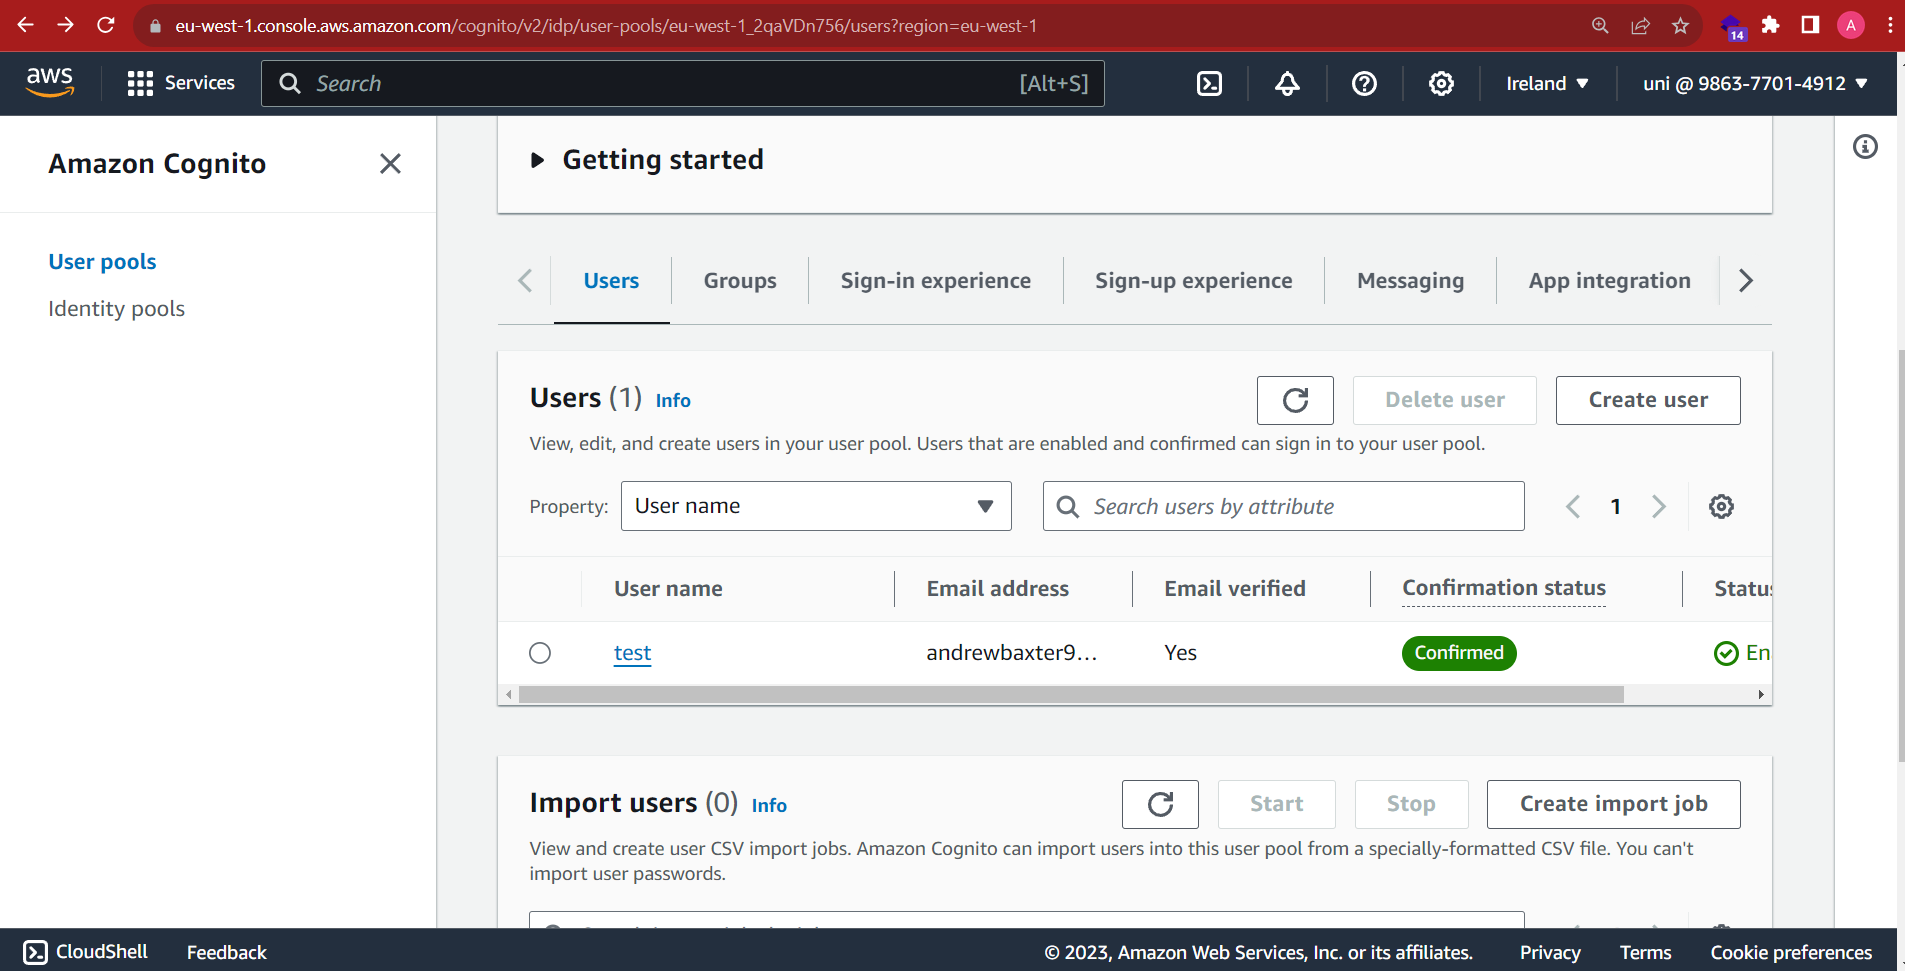 eu-west-1.console.aws.amazon.com/cognito/v2/idp/user-pools/eu-west-1_2qaVDn756/users?region=eu-west-1
14
A
aws
Services
Search
[Alt+S]
Ireland
uni @ 9863-7701-4912
Amazon Cognito
User pools
Identity pools
Getting started
Users
Groups
Sign-in experience
Sign-up experience
Messaging
App integration
Users (1) Info
Delete user
Create user
View, edit, and create users in your user pool. Users that are enabled and confirmed can sign in to your user pool.
Property:
User name
Search users by attribute
1
User name
Email address
Email verified
Confirmation status
Statu
test
andrewbaxter9...
Yes
Confirmed
En
Import users (0) Info
Start
Stop
Create import job
View and create user CSV import jobs. Amazon Cognito can import users into this user pool from a specially-formatted CSV file. You can't
import user passwords.
CloudShell
Feedback
© 2023, Amazon Web Services, Inc. or its affiliates.
Privacy
Terms
Cookie preferences